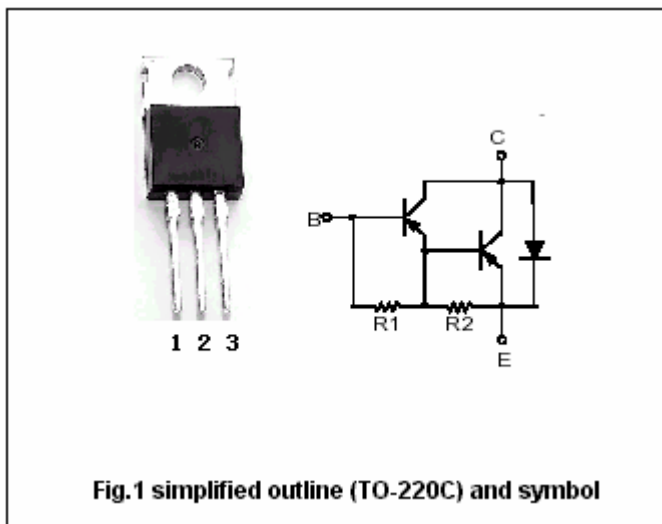 C
B
R1 R2
E
1 2 3
Fig.1 simplified outline (TO-220C) and symbol